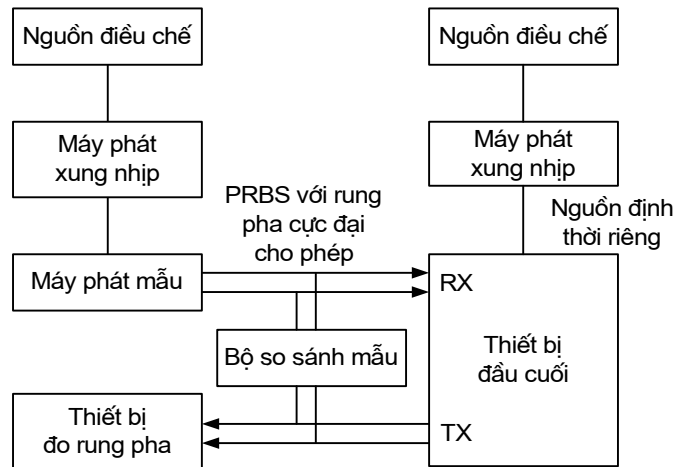 Nguồn điều chế
Nguồn điều chế
Máy phát
xung nhịp
Máy phát
xung nhịp
PRBS với rung
pha cực đại
cho phép
Nguồn định
thời riêng
Máy phát mẫu
RX
Bộ so sánh mẫu
Thiết bị
đầu cuối
Thiết bị
đo rung pha
TX